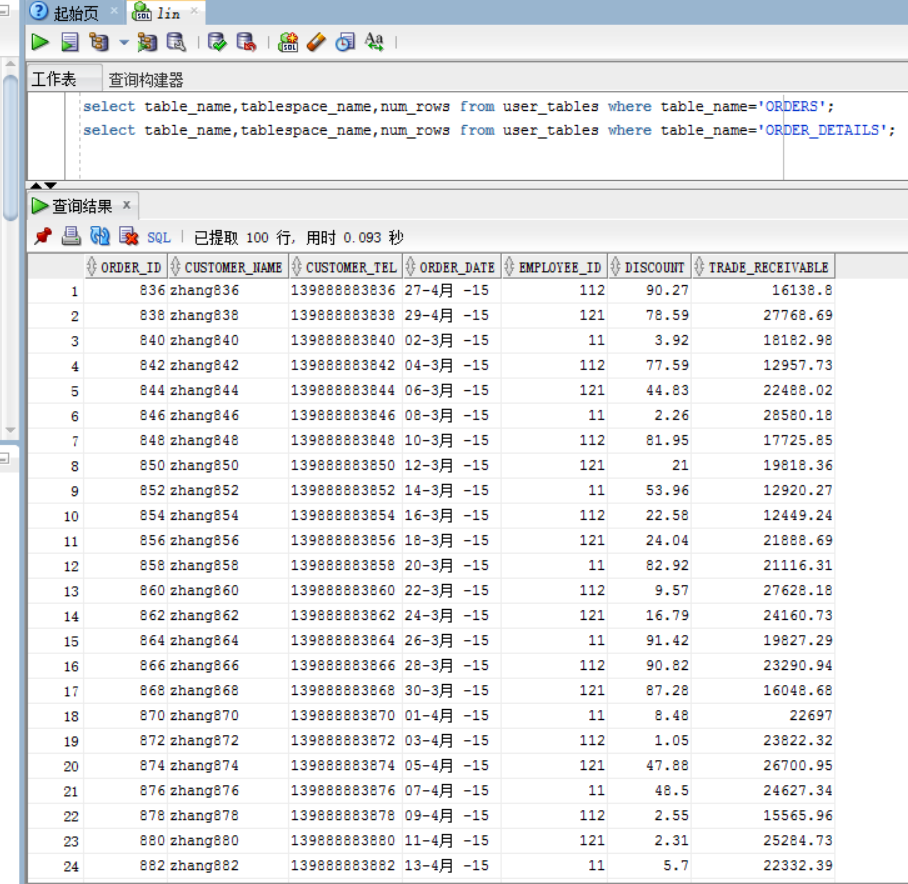 起始页 lin
工作表 查询构建器
select table_name,tablespace_name,num_rows from user_tables where table_name='ORDERS';
select table_name,tablespace_name,num_rows from user_tables where table_name='ORDER_DETAILS';
查询结果 x
SQL | 已提取 100 行, 用时 0.093 秒
ORDER_ID CUSTOMER_NAME CUSTOMER_TEL ORDER_DATE EMPLOYEE_ID DISCOUNT TRADE_RECEIVABLE
1 836 zhang836 139888883836 27-4月 -15 112 90.27 16138.8
2 838 zhang838 139888883838 29-4月 -15 121 78.59 27768.69
3 840 zhang840 139888883840 02-3月 -15 11 3.92 18182.98
4 842 zhang842 139888883842 04-3月 -15 112 77.59 12957.73
5 844 zhang844 139888883844 06-3月 -15 121 44.83 22488.02
6 846 zhang846 139888883846 08-3月 -15 11 2.26 28580.18
7 848 zhang848 139888883848 10-3月 -15 112 81.95 17725.85
8 850 zhang850 139888883850 12-3月 -15 121 21 19818.36
9 852 zhang852 139888883852 14-3月 -15 11 53.96 12920.27
10 854 zhang854 139888883854 16-3月 -15 112 22.58 12449.24
11 856 zhang856 139888883856 18-3月 -15 121 24.04 21888.69
12 858 zhang858 139888883858 20-3月 -15 11 82.92 21116.31
13 860 zhang860 139888883860 22-3月 -15 112 9.57 27628.18
14 862 zhang862 139888883862 24-3月 -15 121 16.79 24160.73
15 864 zhang864 139888883864 26-3月 -15 11 91.42 19827.29
16 866 zhang866 139888883866 28-3月 -15 112 90.82 23290.94
17 868 zhang868 139888883868 30-3月 -15 121 87.28 16048.68
18 870 zhang870 139888883870 01-4月 -15 11 8.48 22697
19 872 zhang872 139888883872 03-4月 -15 112 1.05 23822.32
20 874 zhang874 139888883874 05-4月 -15 121 47.88 26700.95
21 876 zhang876 139888883876 07-4月 -15 11 48.5 24627.34
22 878 zhang878 139888883878 09-4月 -15 112 2.55 15565.96
23 880 zhang880 139888883880 11-4月 -15 121 2.31 25284.73
24 882 zhang882 139888883882 13-4月 -15 11 5.7 22332.39